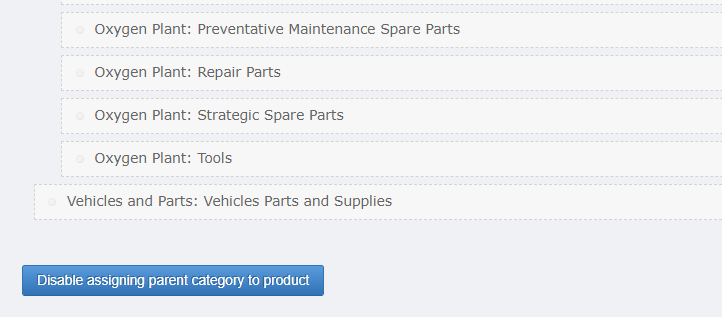 Oxygen Plant: Preventative Maintenance Spare Parts
Oxygen Plant: Repair Parts
Oxygen Plant: Strategic Spare Parts
Oxygen Plant: Tools
Vehicles and Parts: Vehicles Parts and Supplies
Disable assigning parent category to product